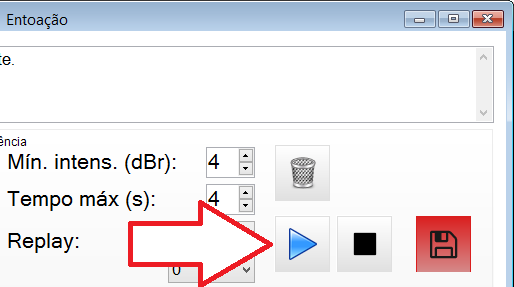 Entoação
te.
ência
Mín. intens. (dBr): 4
Tempo máx (s): 4
Replay:
0